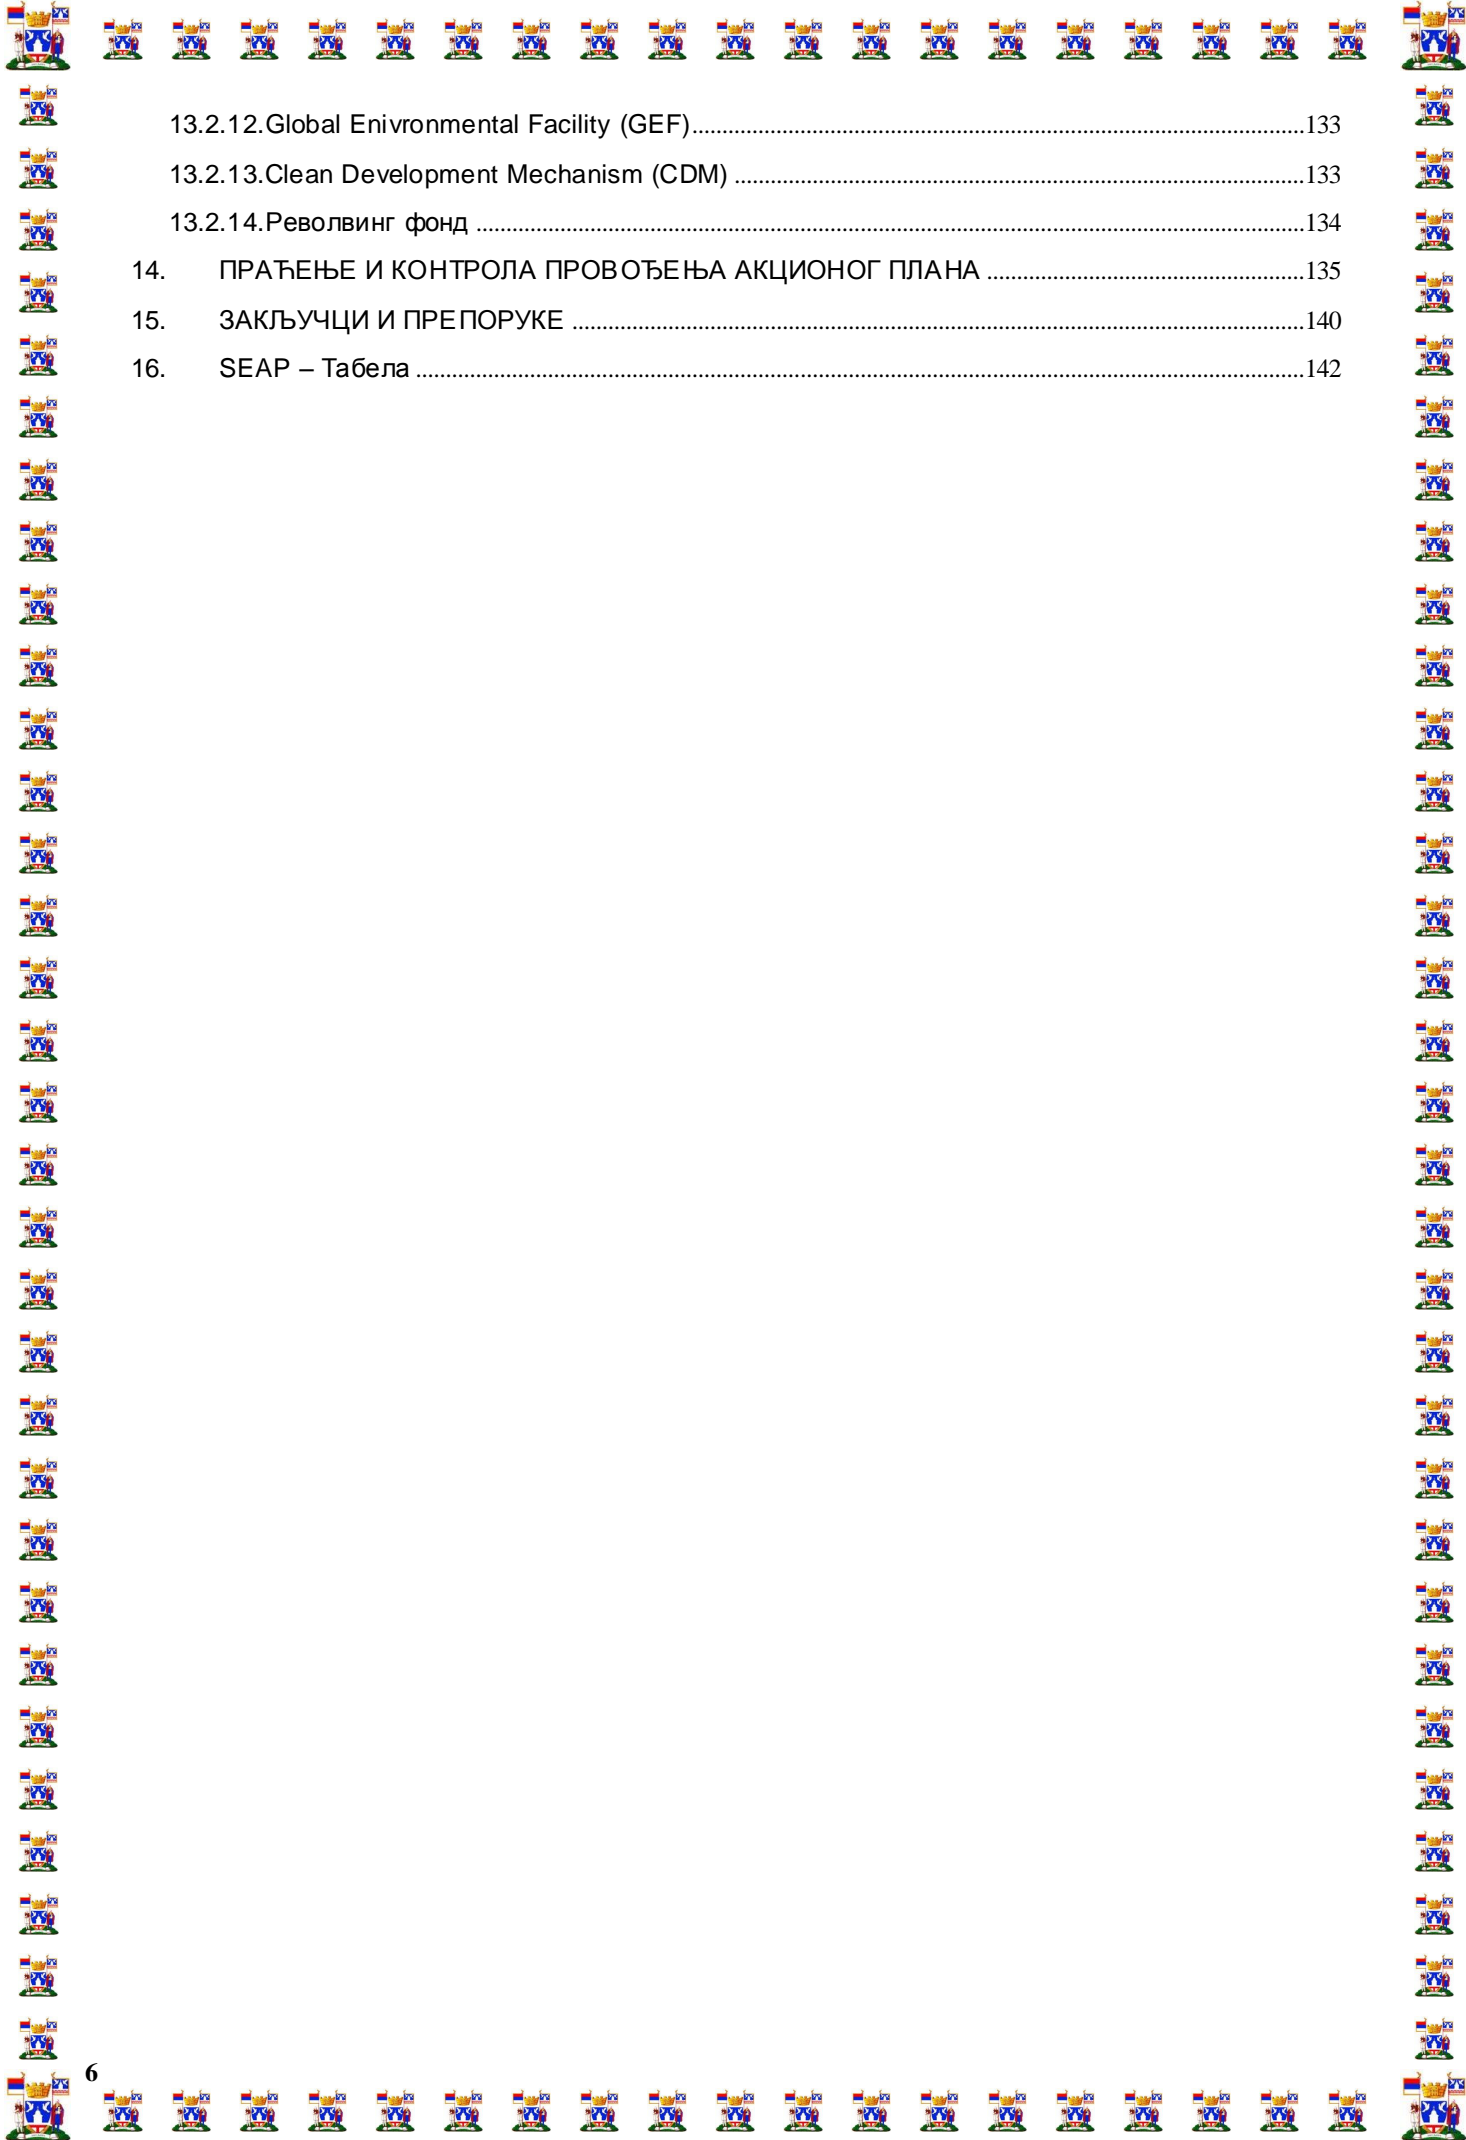 13.2.12.Global Enivronmental Facility (GEF)....................................................................................................133
13.2.13.Clean Development Mechanism (CDM) ..............................................................................................133
13.2.14.Револвинг фонд ........................................................................................................................................134
14. ПРАЋЕЊЕ И КОНТРОЛА ПРОВОЂЕЊА АКЦИОНОГ ПЛАНА ....................................................135
15. ЗАКЉУЧЦИ И ПРЕПОРУКЕ ........................................................................................................................140
16. SEAP – Табела ....................................................................................................................................................142
6